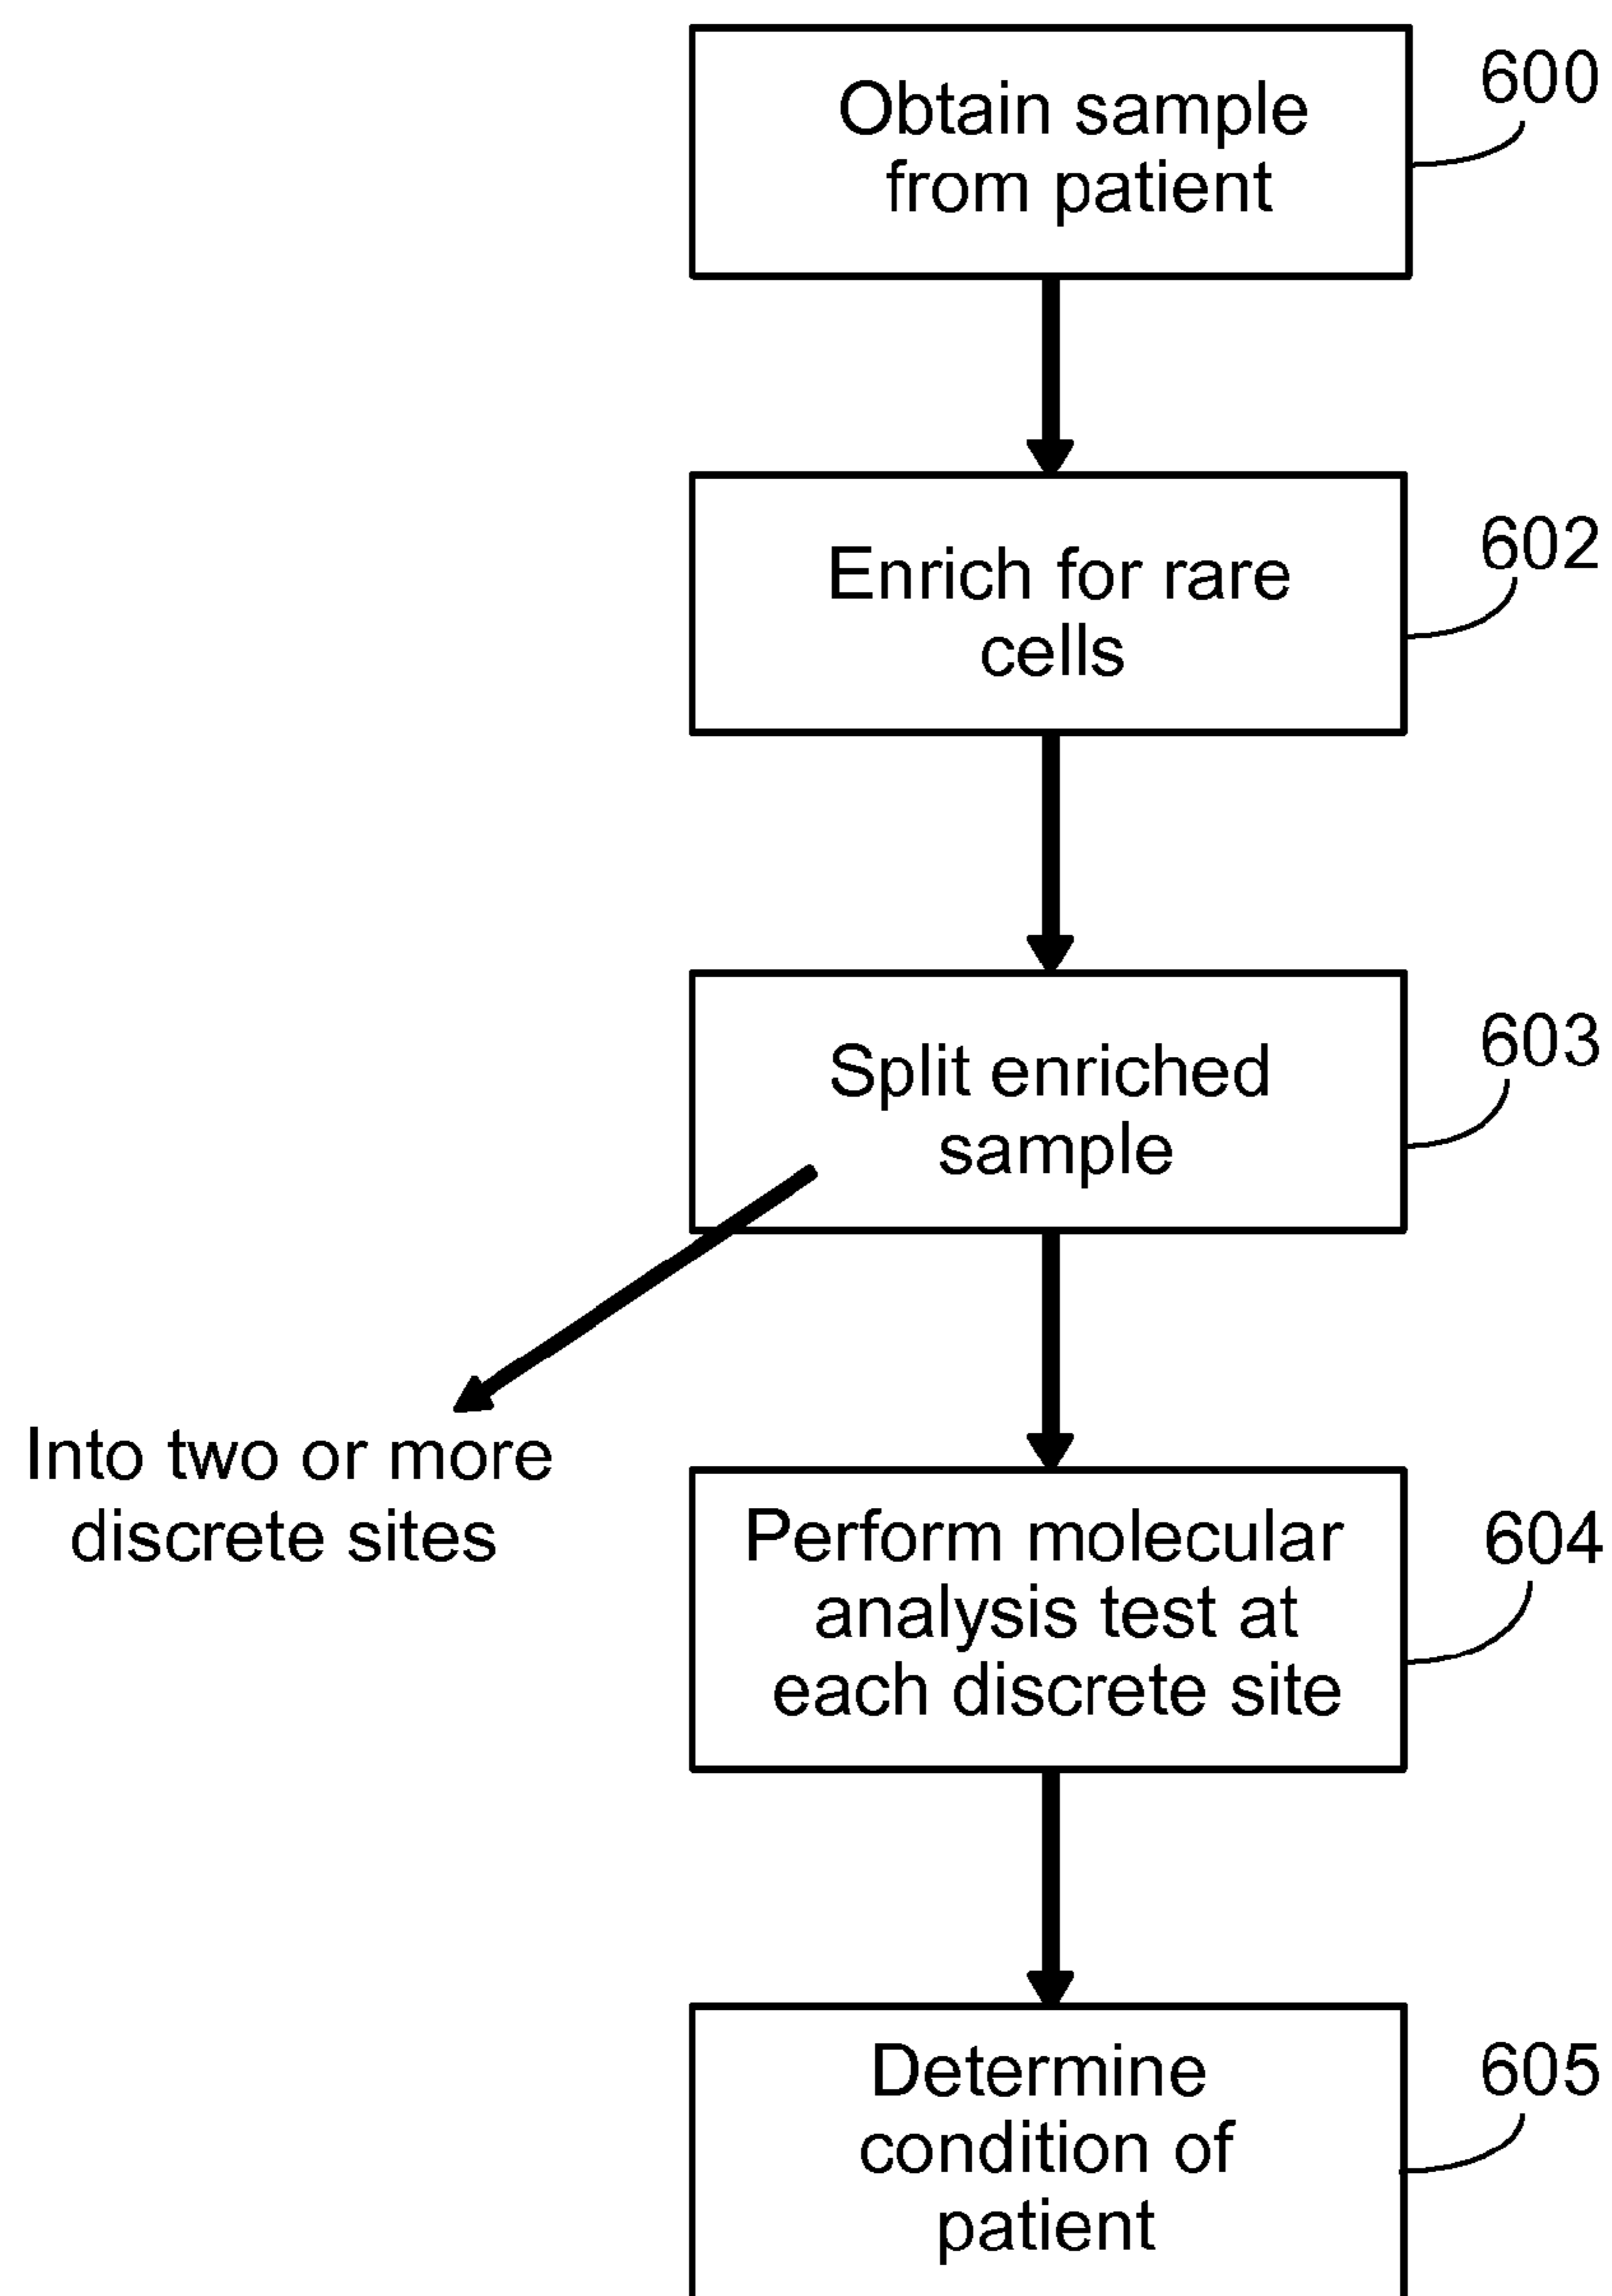 Obtain sample
from patient
600
Enrich for rare
cells
602
Split enriched
sample
603
Into two or more
discrete sites
Perform molecular
analysis test at
each discrete site
604
Determine
condition of
patient
605